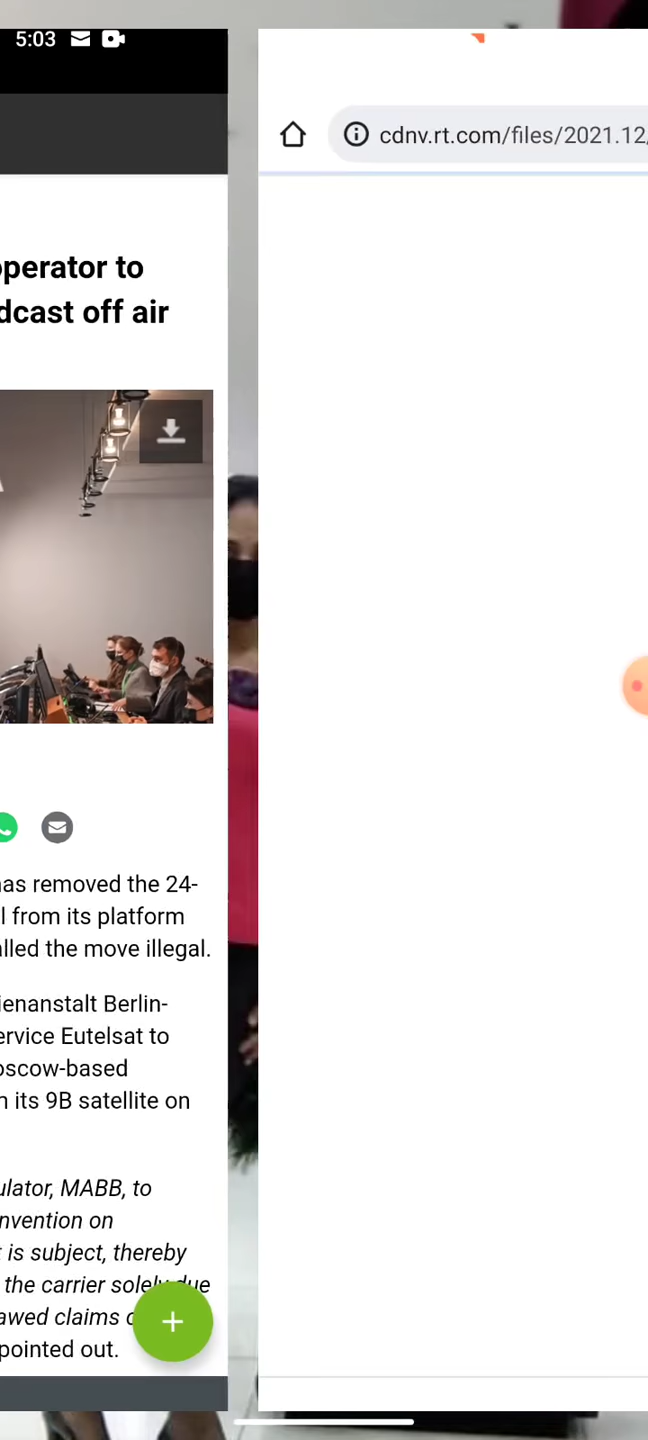 5:03
cdnv.rt.com/files/2021.12
operator to
dcast off air
has removed the 24-
l from its platform
alled the move illegal.
ienanstalt Berlin-
ervice Eutelsat to
oscow-based
its 9B satellite on
ulator, MABB, to
nvention on
is subject, thereby
the carrier solely due
awed claims
pointed out.